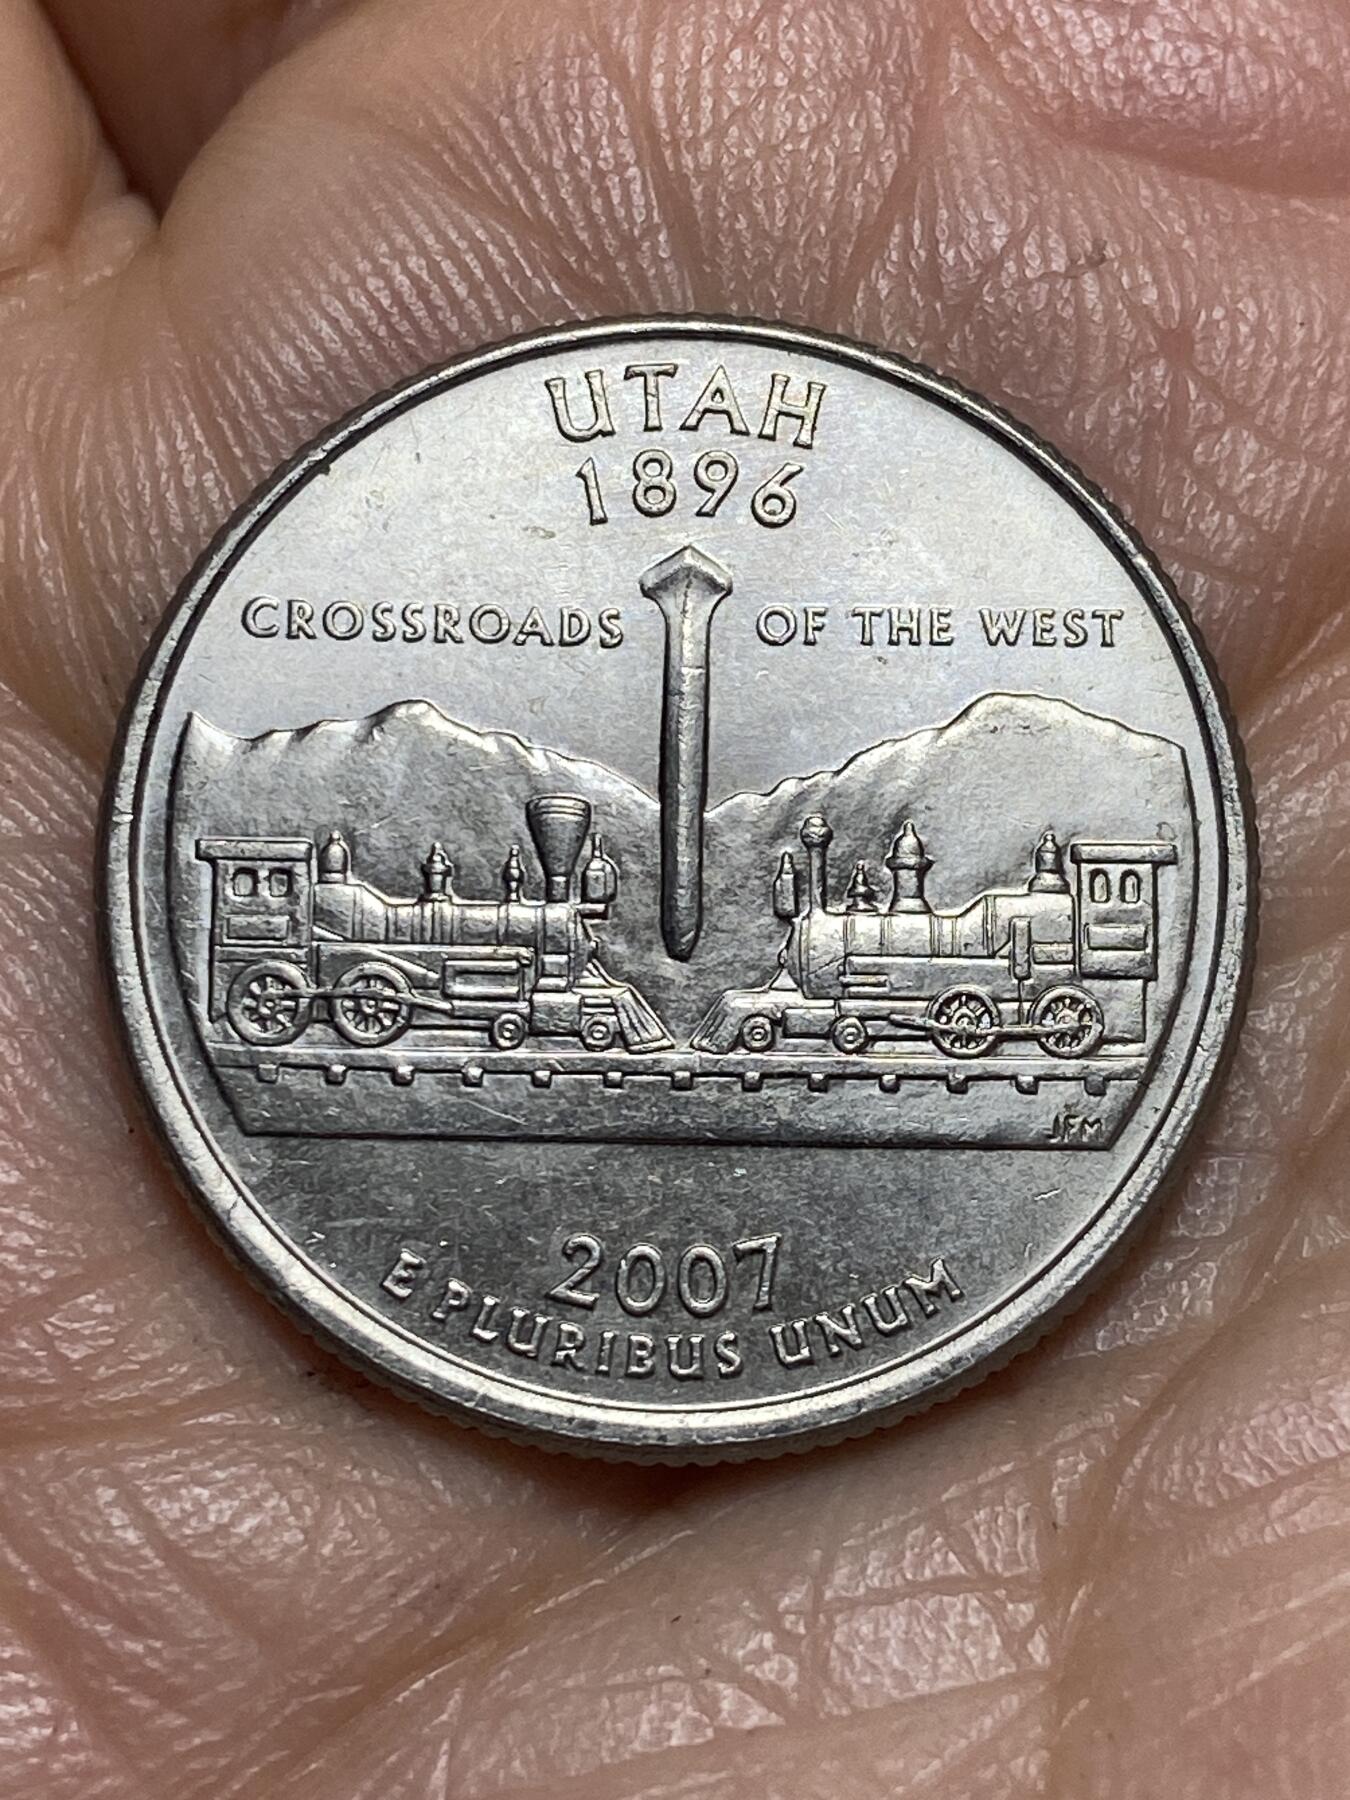 UTAH
1896
CROSSROADS OF THE WEST
JFM
2007
E PLURIBUS UNUM